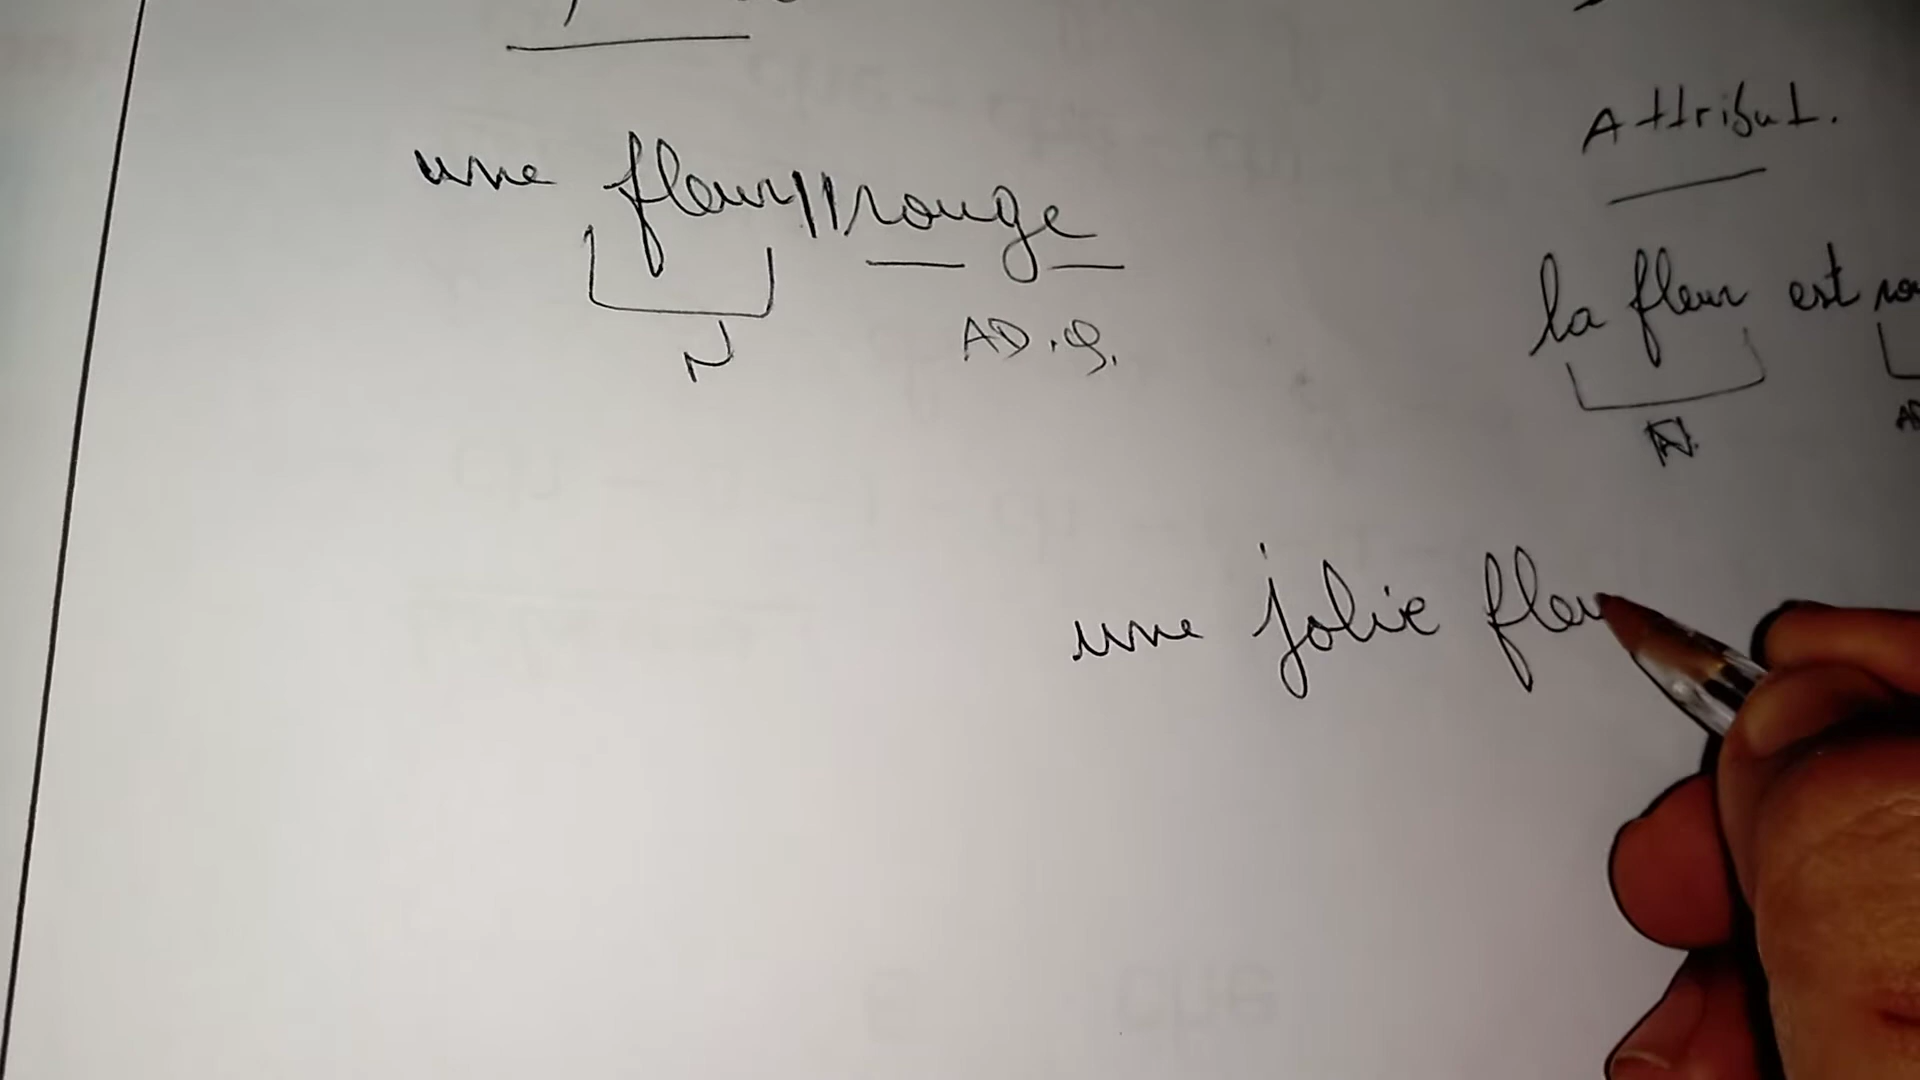 Attribut.
une fleur//rouge
N
AD.Q.
la fleur est
N.
une jolie fleu